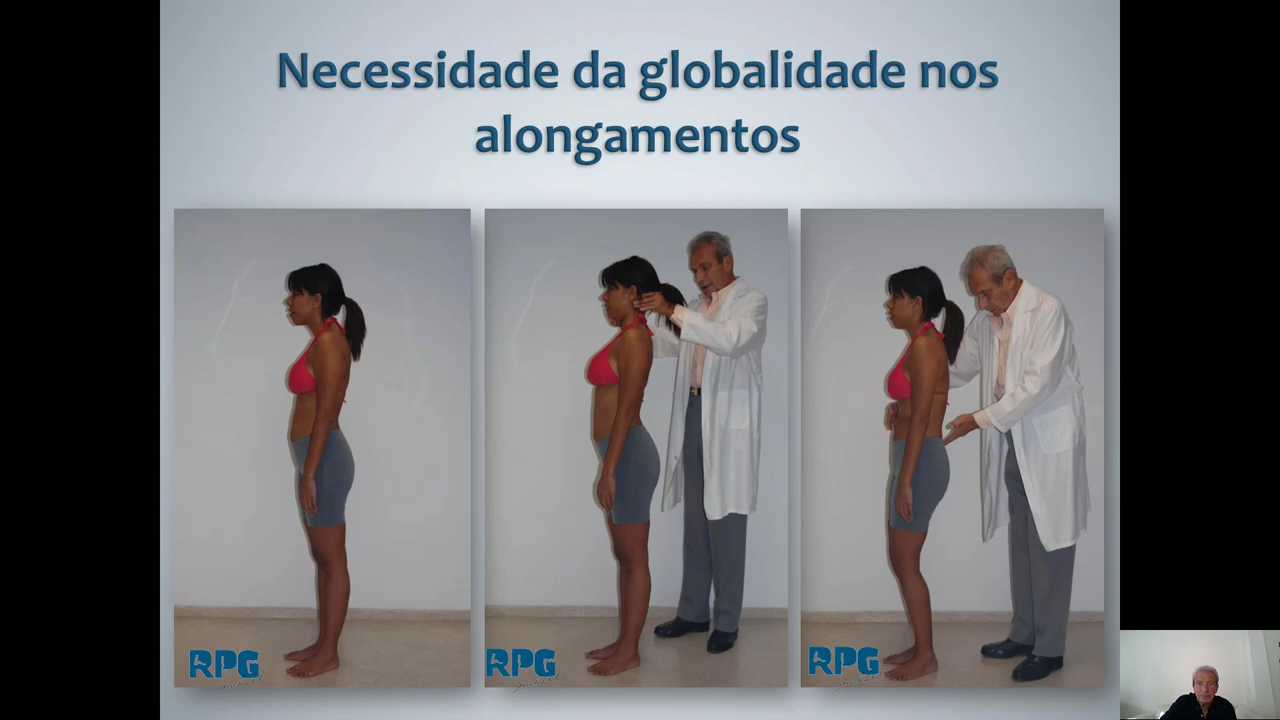 Necessidade da globalidade nos
alongamentos
RPG
RPG
RPG